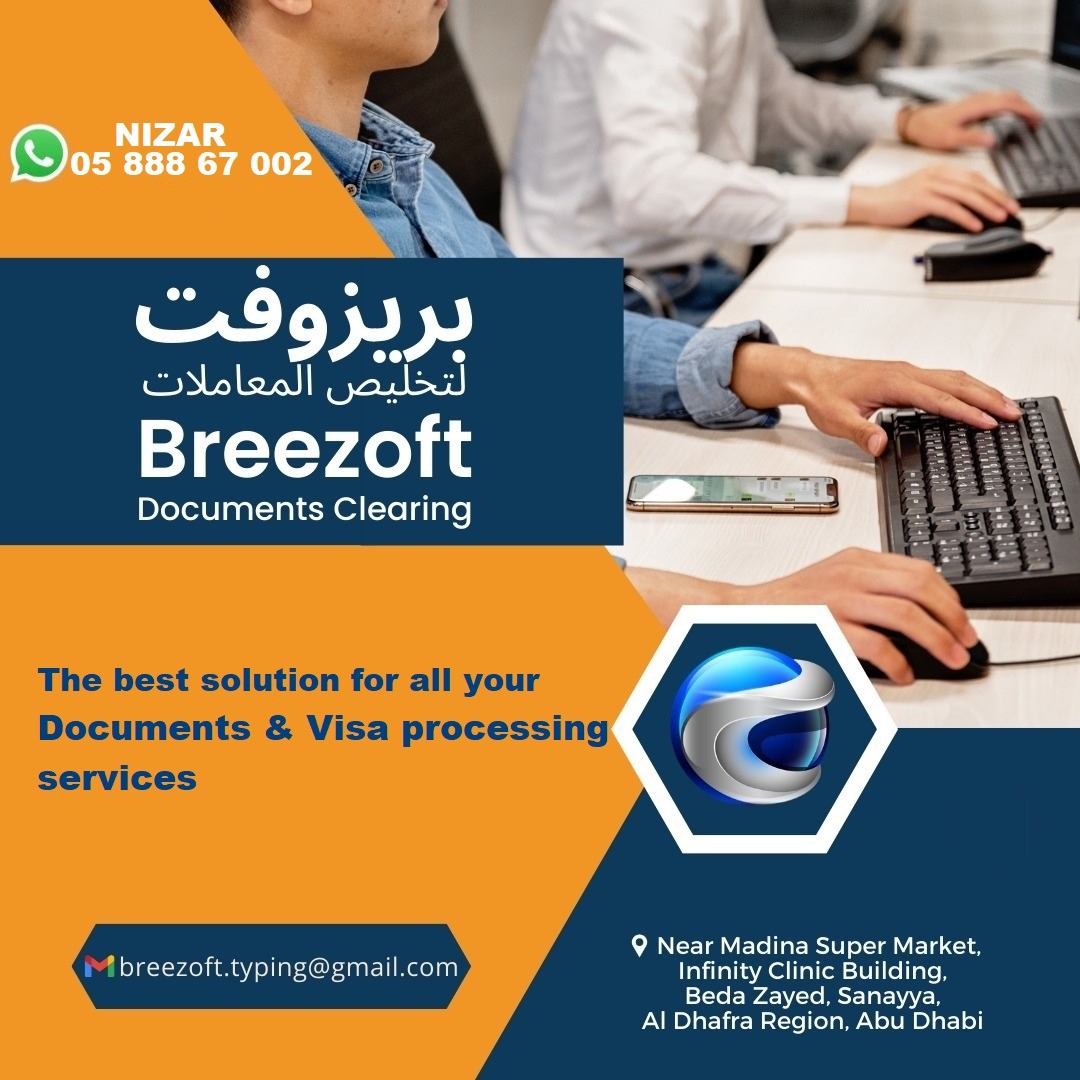 NIZAR
05 888 67 002
بريزوفت
لتخليص المعاملات
Breezoft
Documents Clearing
The best solution for all your
Documents & Visa processing
services
breezoft.typing@gmail.com
Near Madina Super Market,
Infinity Clinic Building,
Beda Zayed, Sanayya,
Al Dhafra Region, Abu Dhabi